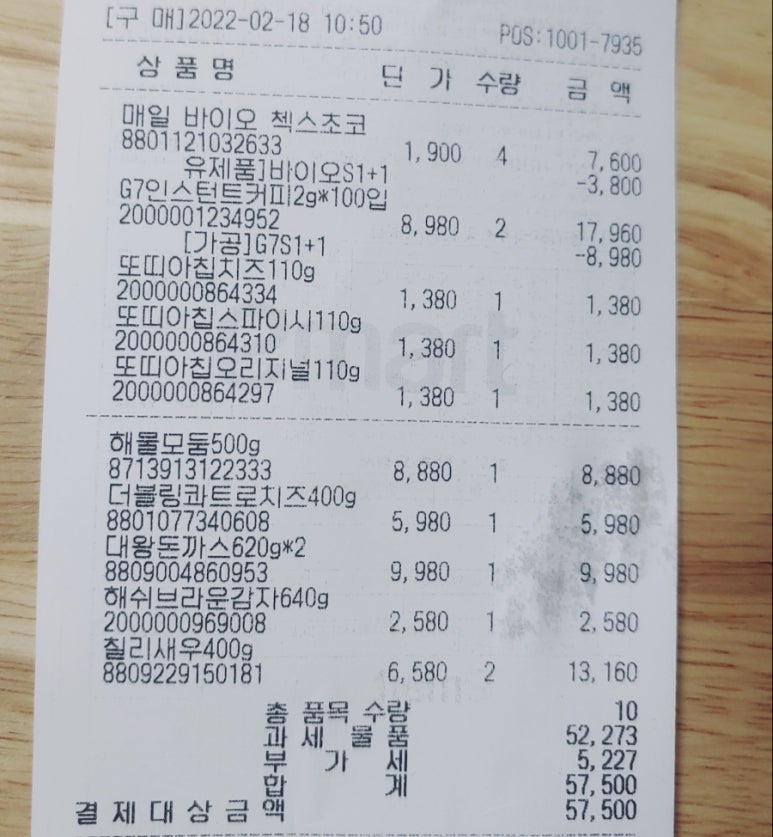 [구 매]2022-02-18 10:50 POS:1001-7935
상 품 명 단 가 수량 금 액
매일 바이오 첵스초코
8801121032633 1,900 4 7,600
유제품]바이오S1+1 -3,800
G7인스턴트커피2g*100입
2000001234952 8,980 2 17,960
[가공]G7S1+1 -8,980
또띠아칩치즈110g
2000000864334 1,380 1 1,380
또띠아칩스파이시110g
2000000864310 1,380 1 1,380
또띠아칩오리지널110g
2000000864297 1,380 1 1,380
해물모둠500g
8713913122333 8,880 1 8,880
더블링콰트로치즈400g
8801077340608 5,980 1 5,980
대왕돈까스620g*2
8809004860953 9,980 1 9,980
해쉬브라운감자640g
2000000969008 2,580 1 2,580
칠리새우400g
8809229150181 6,580 2 13,160
총 품목 수량 10
과 세 물 품 52,273
부 가 세 5,227
합 계 57,500
결 제 대 상 금 액 57,500